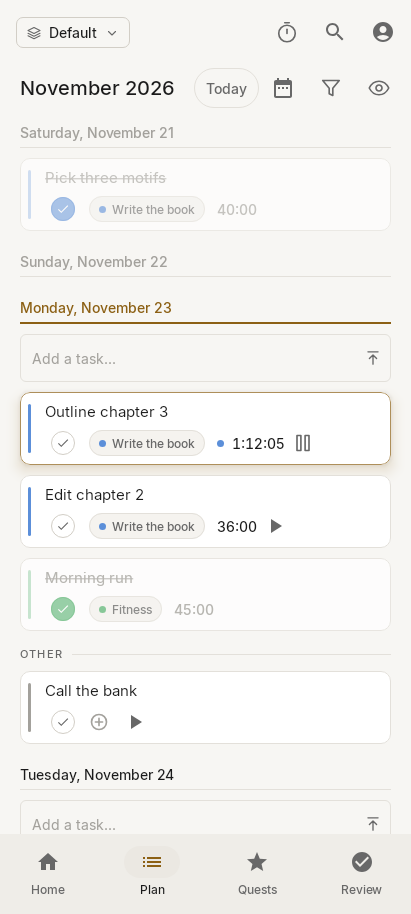 Default
November 2026
Today
Saturday, November 21
Pick three motifs
Write the book
40:00
Sunday, November 22
Monday, November 23
Add a task...
Outline chapter 3
Write the book
1:12:05
Edit chapter 2
Write the book
36:00
Morning run
Fitness
45:00
OTHER
Call the bank
Tuesday, November 24
Add a task...
Home
Plan
Quests
Review